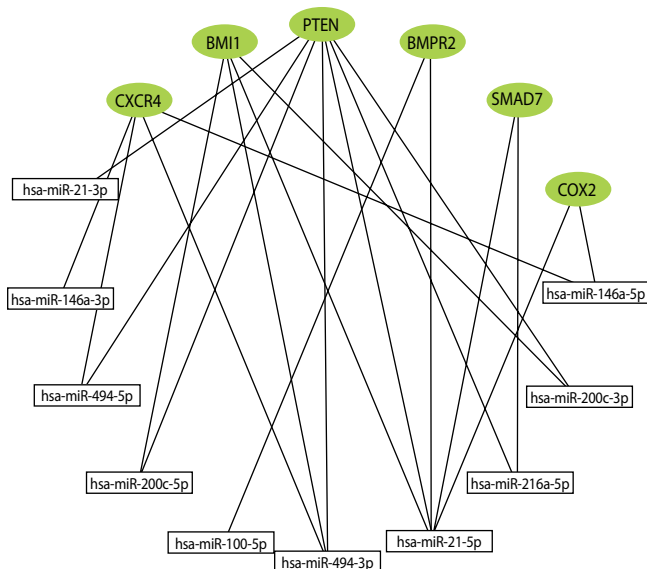 PTEN
BMI1
BMPR2
CXCR4
SMAD7
hsa-miR-21-3p
COX2
hsa-miR-146a-3p
hsa-miR-146a-5p
hsa-miR-494-5p
hsa-miR-200c-3p
hsa-miR-200c-5p
hsa-miR-216a-5p
hsa-miR-100-5p
hsa-miR-21-5p
hsa-miR-494-3p